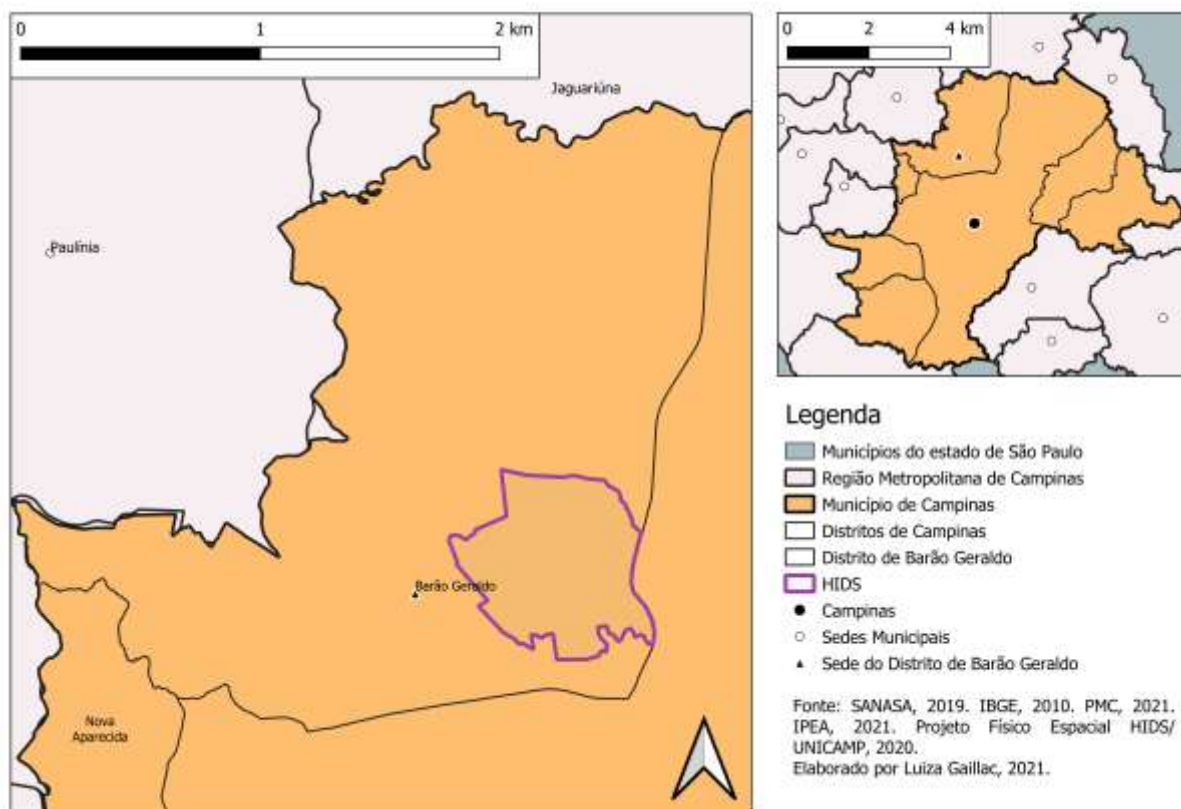 0 1 2 km
Jaguariúna
Paulínia
Barão Geraldo
Nova
Aparecida
0 2 4 km
Legenda
Municípios do estado de São Paulo
Região Metropolitana de Campinas
Município de Campinas
Distritos de Campinas
Distrito de Barão Geraldo
HIDS
Campinas
Sedes Municipais
Sede do Distrito de Barão Geraldo
Fonte: SANASA, 2019. IBGE, 2010. PMC, 2021.
IPEA, 2021. Projeto Físico Espacial HIDS/
UNICAMP, 2020.
Elaborado por Luiza Gaillac, 2021.